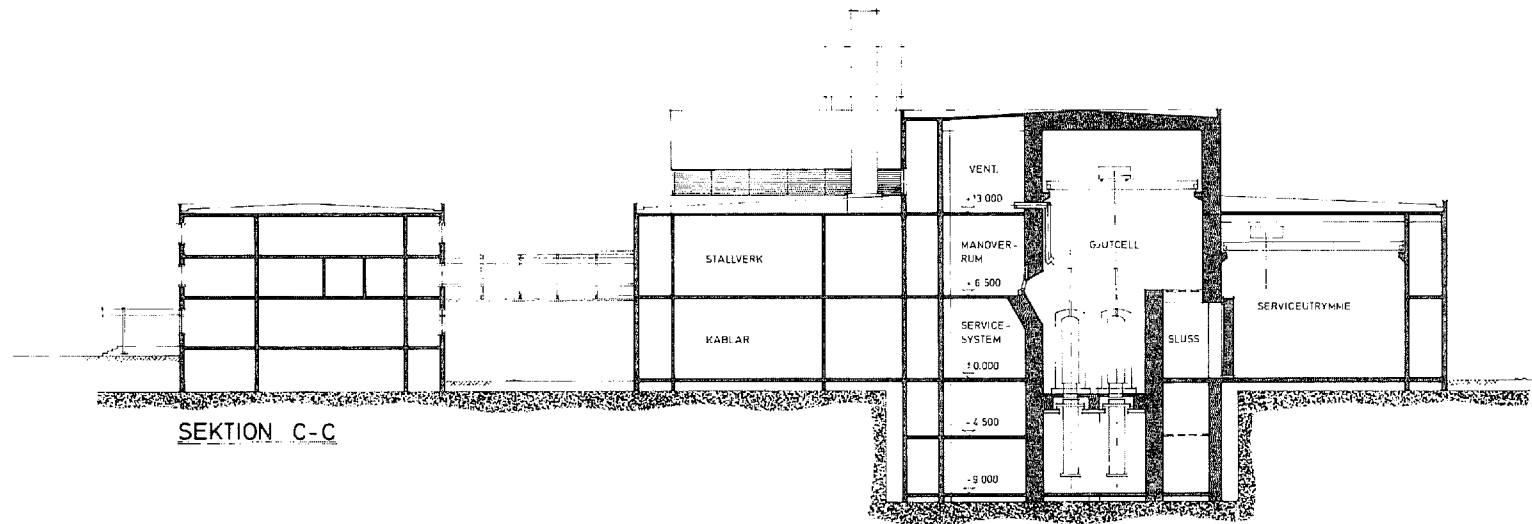 VENT.
+13 000
STALLVERK
MANÖVER-
RUM
GJUTCELL
+6 500
SERVICEUTRYMME
KABLAR
SERVICE-
SYSTEM
SLUSS
±0.000
-4 500
-9 000
SEKTION C-C